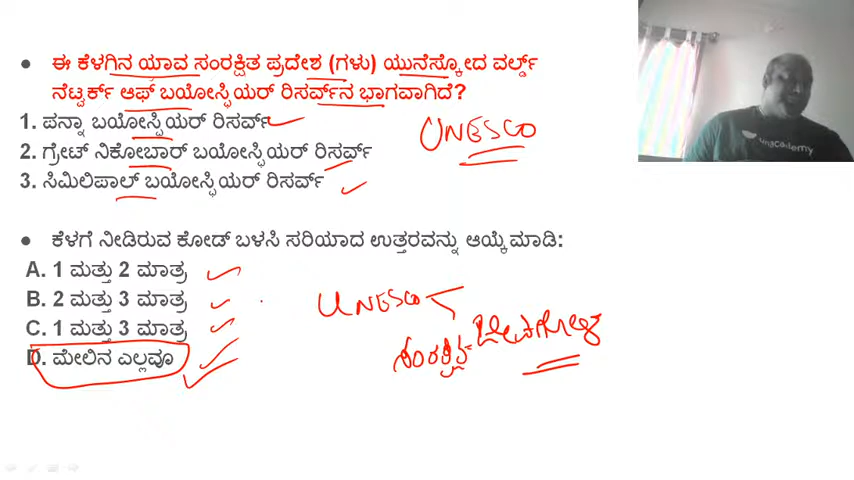 ಈ ಕೆಳಗಿನ ಯಾವ ಸಂರಕ್ಷಿತ ಪ್ರದೇಶ (ಗಳು) ಯುನೆಸ್ಕೋದ ವರ್ಲ್ಡ್
ನೆಟ್ವರ್ಕ್ ಆಫ್ ಬಯೋಸ್ಫಿಯರ್ ರಿಸರ್ವ್‌ನ ಭಾಗವಾಗಿದೆ?
1. ಪನ್ನಾ ಬಯೋಸ್ಫಿಯರ್ ರಿಸರ್ವ್
2. ಗ್ರೇಟ್ ನಿಕೋಬಾರ್ ಬಯೋಸ್ಫಿಯರ್ ರಿಸರ್ವ್
3. ಸಿಮಿಲಿಪಾಲ್ ಬಯೋಸ್ಫಿಯರ್ ರಿಸರ್ವ್
UNESCO
unacademy
ಕೆಳಗೆ ನೀಡಿರುವ ಕೋಡ್ ಬಳಸಿ ಸರಿಯಾದ ಉತ್ತರವನ್ನು ಆಯ್ಕೆಮಾಡಿ:
A. 1 ಮತ್ತು 2 ಮಾತ್ರ
B. 2 ಮತ್ತು 3 ಮಾತ್ರ
C. 1 ಮತ್ತು 3 ಮಾತ್ರ
D. ಮೇಲಿನ ಎಲ್ಲವೂ
UNESCO
ಸಂರಕ್ಷಿತ